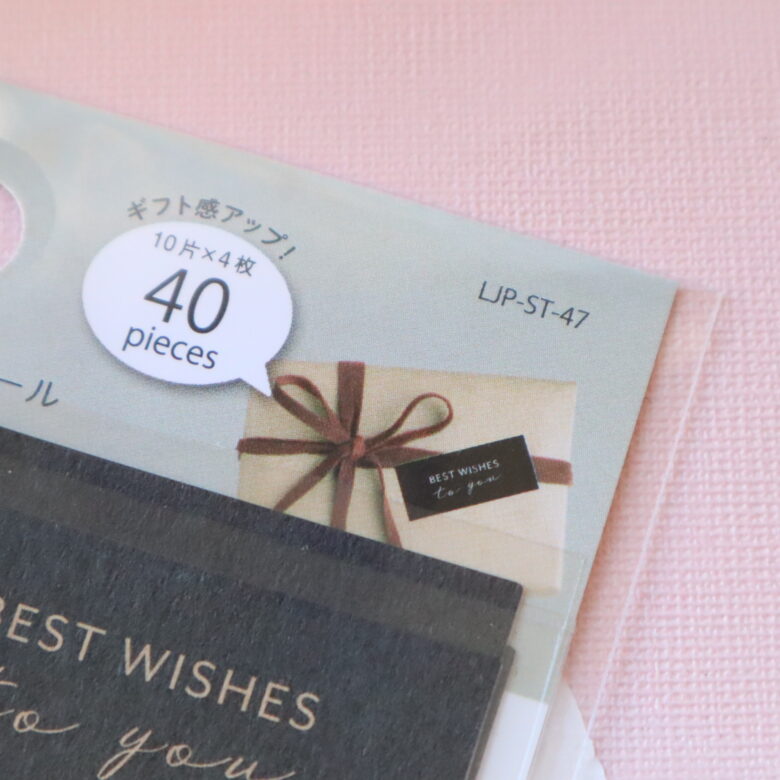 ギフト感アップ!
10片×4枚
40
pieces
LJP-ST-47
ール
BEST WISHES
to you
BEST WISHES
to you